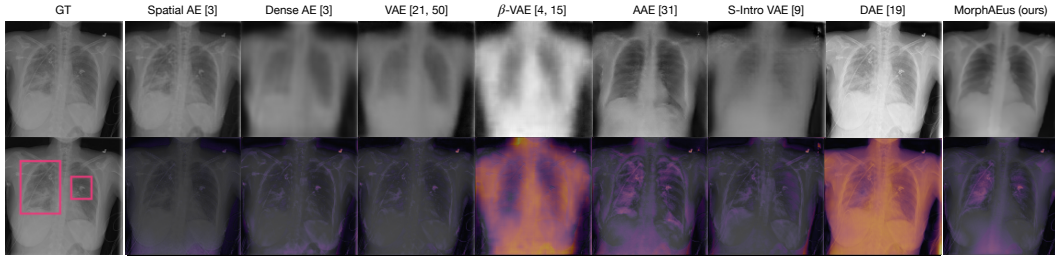 GT Spatial AE [3] Dense AE [3] VAE [21, 50] β-VAE [4, 15] AAE [31] S-Intro VAE [9] DAE [19] MorphAEus (ours)